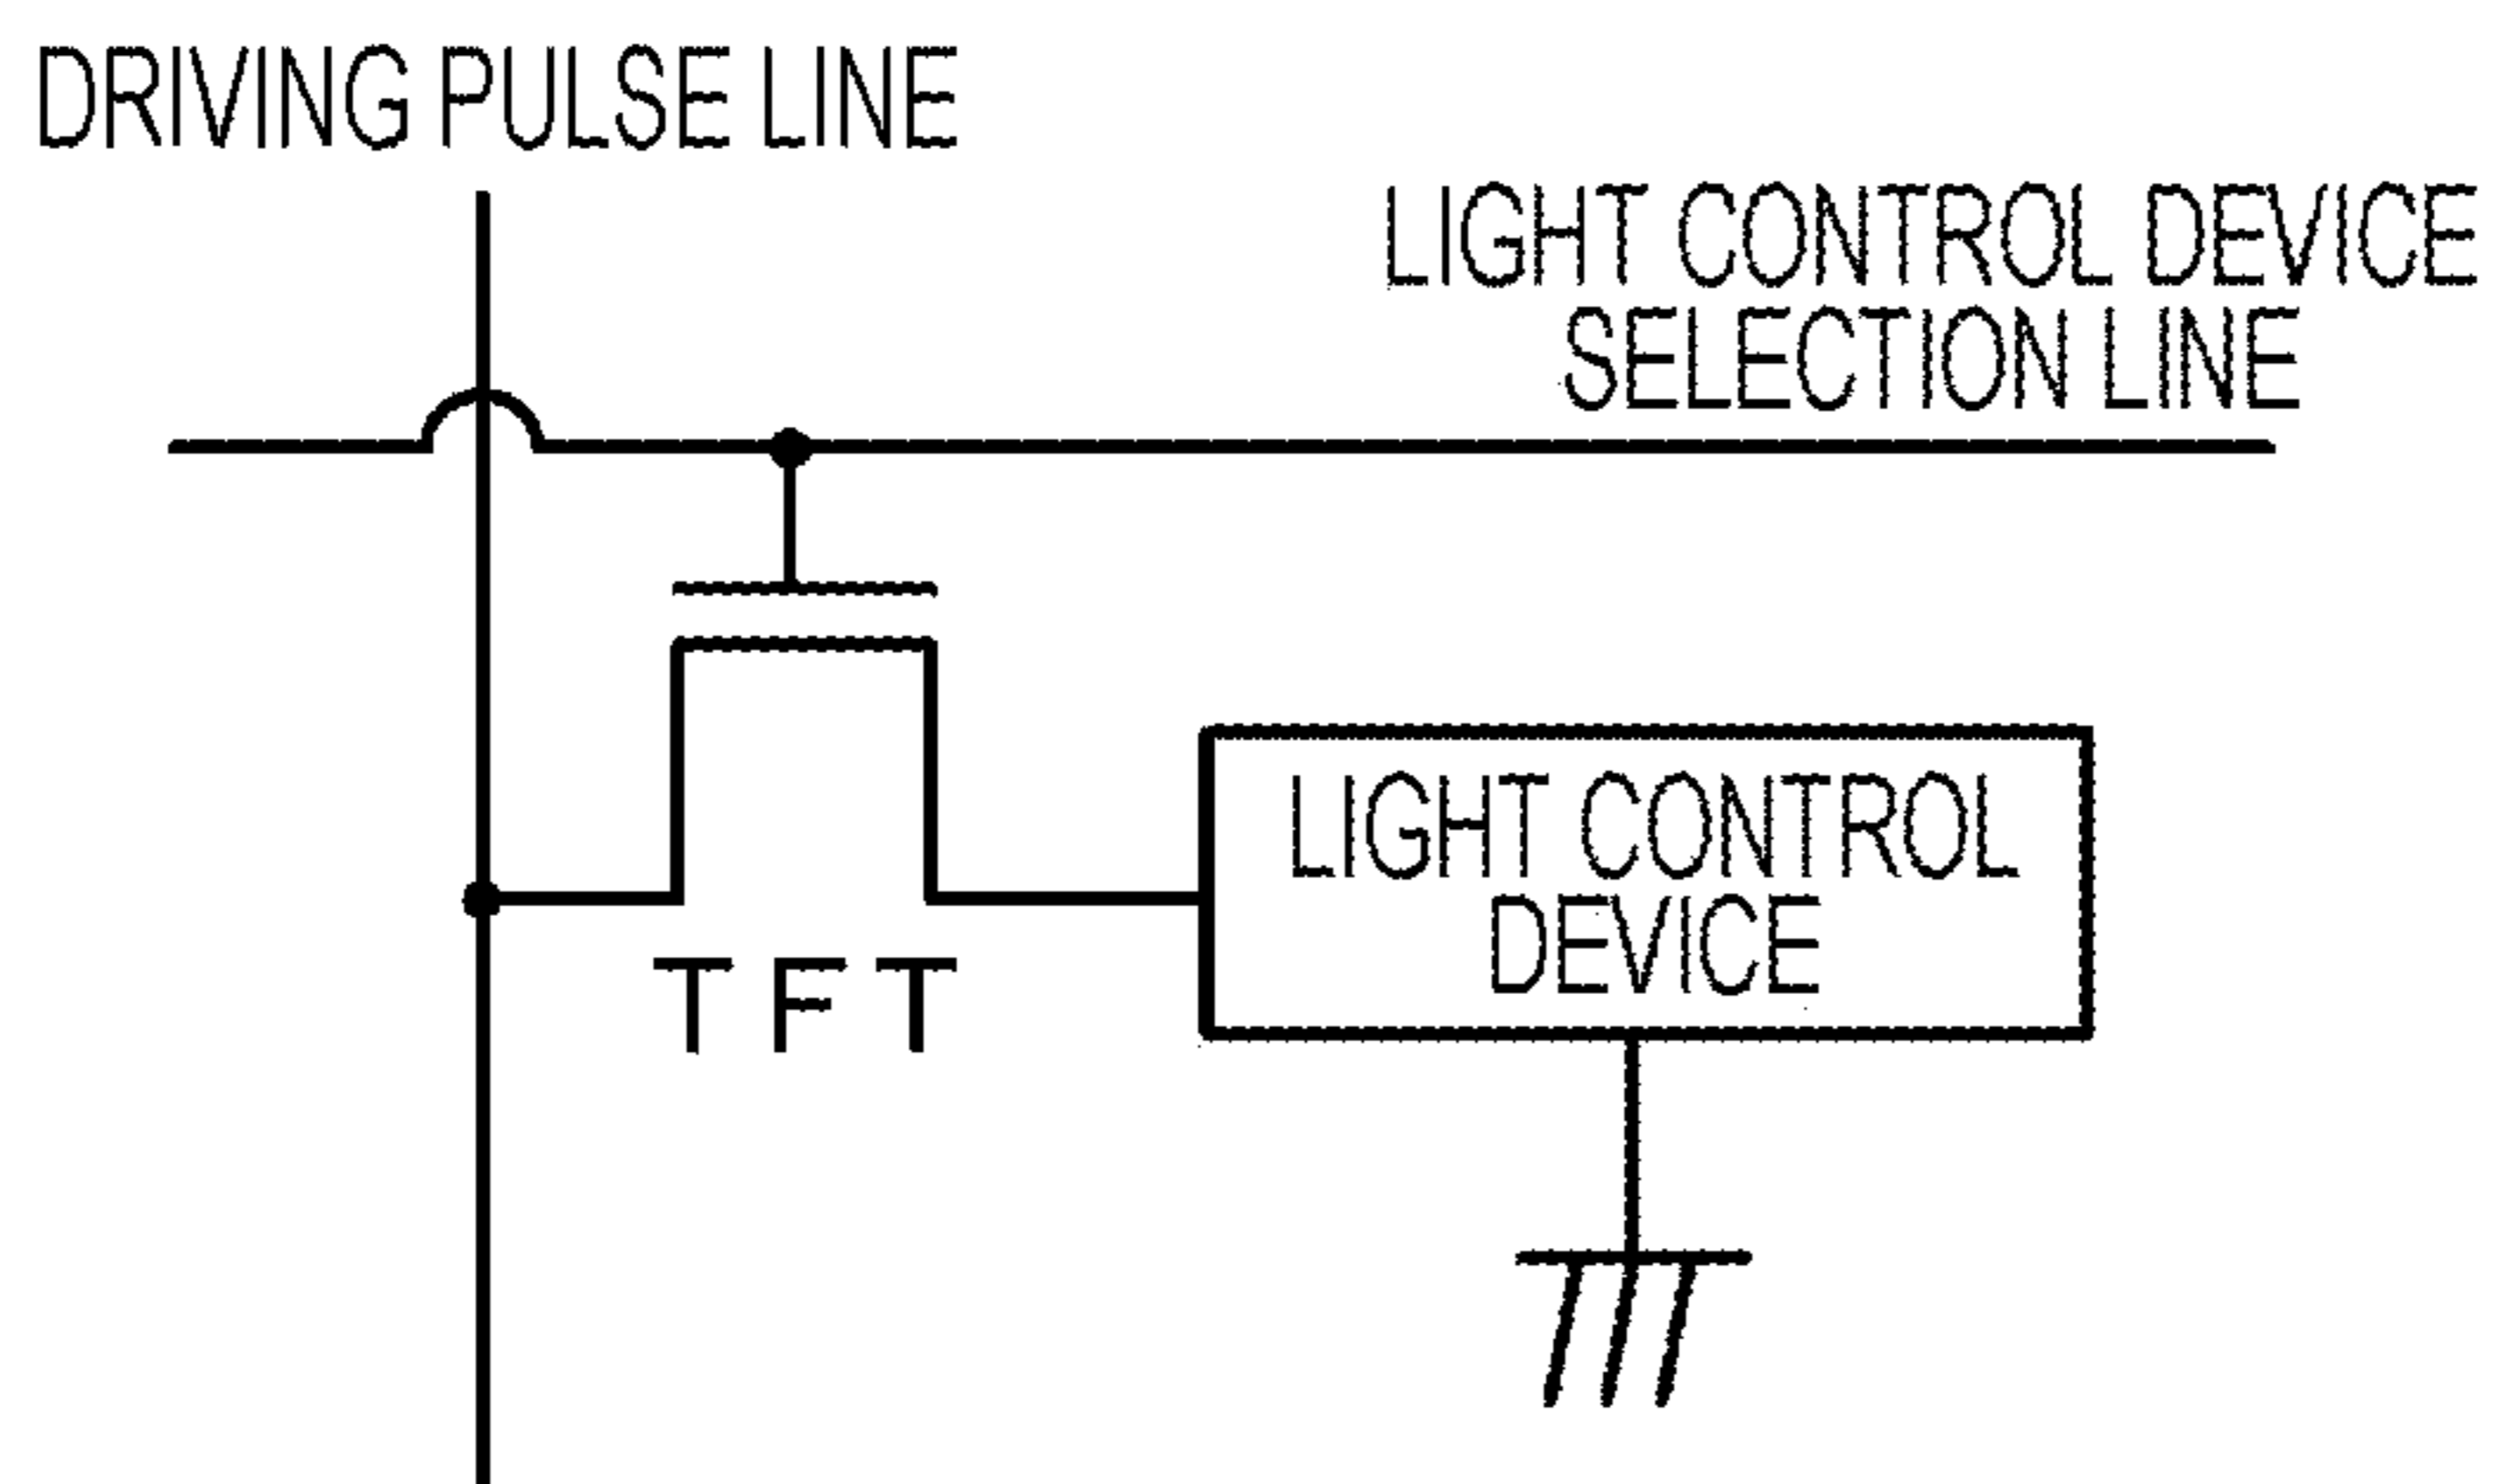 DRIVING PULSE LINE
LIGHT CONTROL DEVICE
SELECTION LINE
LIGHT CONTROL
DEVICE
TFT